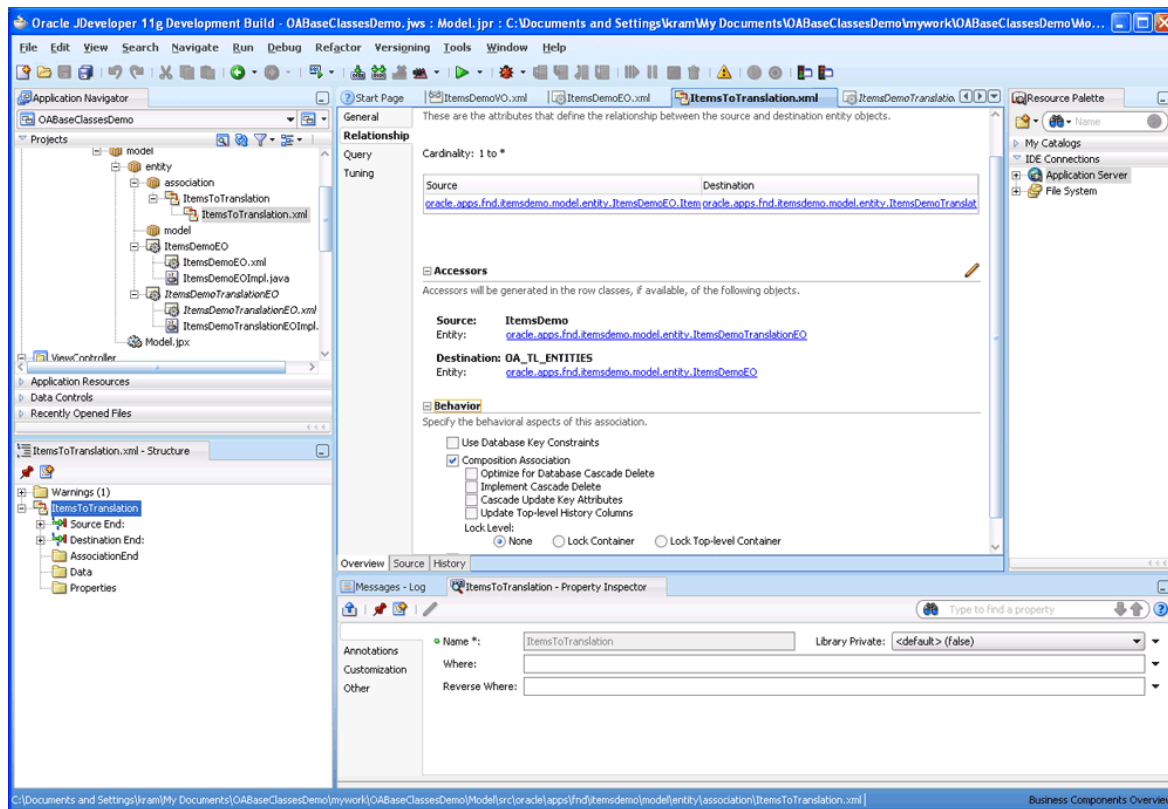 Oracle JDeveloper 11g Development Build - OABaseClassesDemo.jws : Model.jpr : C:\Documents and Settings\kram\My Documents\OABaseClassesDemo\mywork\OABaseClassesDemo\Mo...
File Edit View Search Navigate Run Debug Refactor Versioning Tools Window Help
Application Navigator
OABaseClassesDemo
Projects
model
entity
association
ItemsToTranslation
ItemsToTranslation.xml
model
ItemsDemoEO
ItemsDemoEO.xml
ItemsDemoEOImpl.java
ItemsDemoTranslationEO
ItemsDemoTranslationEO.xml
ItemsDemoTranslationEOImpl.
Model.jpx
ViewController
Application Resources
Data Controls
Recently Opened Files
ItemsToTranslation.xml - Structure
Warnings (1)
ItemsToTranslation
Source End:
Destination End:
AssociationEnd
Data
Properties
Start Page ItemsDemoVO.xml ItemsDemoEO.xml ItemsToTranslation.xml ItemsDemoTranslatio
General
Relationship
Query
Tuning
These are the attributes that define the relationship between the source and destination entity objects.
Cardinality: 1 to *
Source Destination
oracle.apps.fnd.itemsdemo.model.entity.ItemsDemoEO.Item oracle.apps.fnd.itemsdemo.model.entity.ItemsDemoTranslat
Accessors
Accessors will be generated in the row classes, if available, of the following objects.
Source: ItemsDemo
Entity: oracle.apps.fnd.itemsdemo.model.entity.ItemsDemoTranslationEO
Destination: OA_TL_ENTITIES
Entity: oracle.apps.fnd.itemsdemo.model.entity.ItemsDemoEO
Behavior
Specify the behavioral aspects of this association.
Use Database Key Constraints
Composition Association
Optimize for Database Cascade Delete
Implement Cascade Delete
Cascade Update Key Attributes
Update Top-level History Columns
Lock Level:
None Lock Container Lock Top-level Container
Overview Source History
Resource Palette
Name
My Catalogs
IDE Connections
Application Server
File System
Messages - Log ItemsToTranslation - Property Inspector
Type to find a property
Annotations
Customization
Other
Name *: ItemsToTranslation Library Private: <default> (false)
Where:
Reverse Where:
C:\Documents and Settings\kram\My Documents\OABaseClassesDemo\mywork\OABaseClassesDemo\Model\src\oracle\apps\fnd\itemsdemo\model\entity\association\ItemsToTranslation.xml Business Components Overview